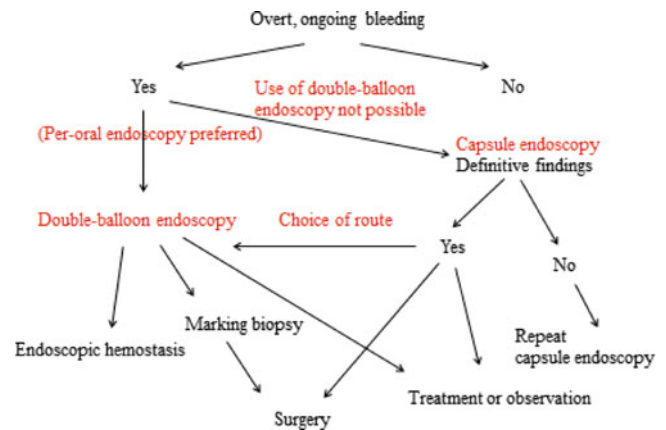 Overt, ongoing bleeding
Yes
Use of double-balloon
endoscopy not possible
No
(Per-oral endoscopy preferred)
Capsule endoscopy
Definitive findings
Double-balloon endoscopy
Choice of route
Yes
No
Marking biopsy
Endoscopic hemostasis
Repeat
capsule endoscopy
Treatment or observation
Surgery